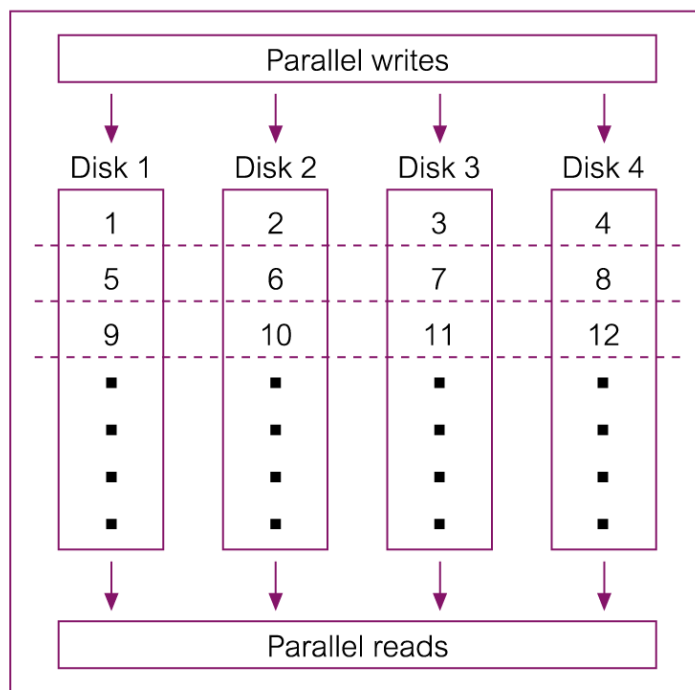 Parallel writes
Disk 1 Disk 2 Disk 3 Disk 4
1 2 3 4
5 6 7 8
9 10 11 12
Parallel reads